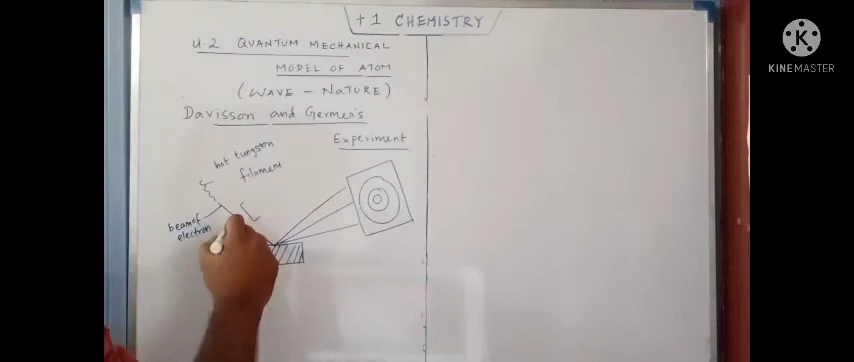 +1 CHEMISTRY
U.2 QUANTUM MECHANICAL
MODEL OF ATOM
(WAVE - NATURE)
Davisson and Germer's
Experiment
hot tungston
filament
beam of
electron
KINEMASTER